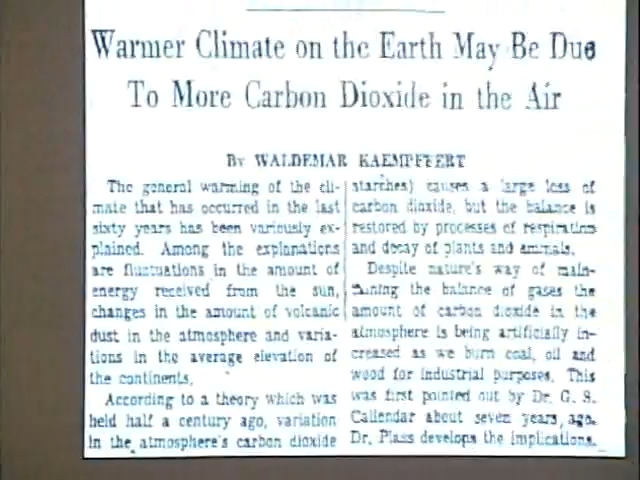 Warmer Climate on the Earth May Be Due
To More Carbon Dioxide in the Air
BY WALDEMAR KAEMPFFERT
The general warming of the cli-
mate that has occurred in the last
sixty years has been variously ex-
plained. Among the explanations
are fluctuations in the amount of
energy received from the sun,
changes in the amount of volcanic
dust in the atmosphere and varia-
tions in the average elevation of
the continents.
According to a theory which was
held half a century ago, variation
in the atmosphere's carbon dioxide
starches) causes a large loss of
carbon dioxide, but the balance is
restored by processes of respiration
and decay of plants and animals.
Despite nature's way of main-
taining the balance of gases the
amount of carbon dioxide in the
atmosphere is being artificially in-
creased as we burn coal, oil and
wood for industrial purposes. This
was first pointed out by Dr. G. S.
Callendar about seven years ago.
Dr. Plass develops the implications.